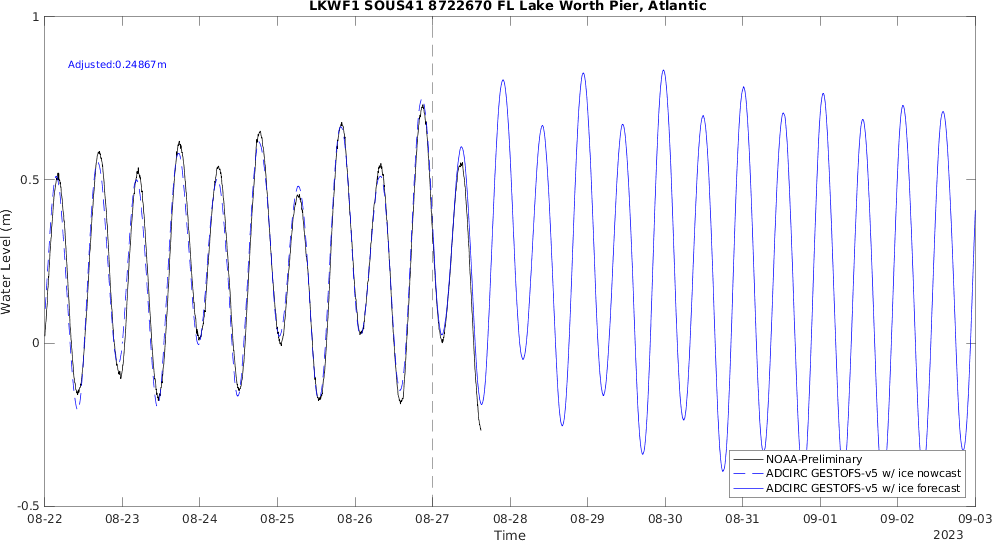 LKWF1 SOUS41 8722670 FL Lake Worth Pier, Atlantic
1
Adjusted:0.24867m
0.5
Water Level (m)
0
NOAA-Preliminary
ADCIRC GESTOFS-v5 w/ ice nowcast
ADCIRC GESTOFS-v5 w/ ice forecast
-0.5
08-22 08-23 08-24 08-25 08-26 08-27 08-28 08-29 08-30 08-31 09-01 09-02 09-03
Time
2023